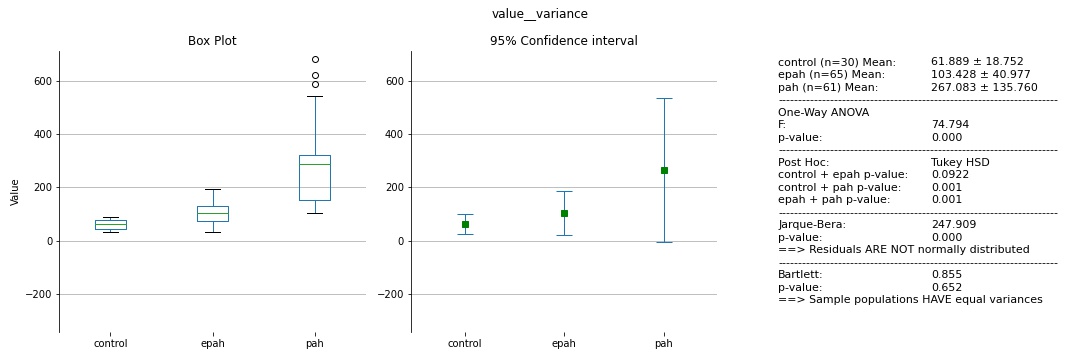 value__variance
Box Plot
600
400
200
0
−200
Value
control epah pah
95% Confidence interval
600
400
200
0
−200
control epah pah
control (n=30) Mean: 61.889 ± 18.752
epah (n=65) Mean: 103.428 ± 40.977
pah (n=61) Mean: 267.083 ± 135.760
One-Way ANOVA
F: 74.794
p-value: 0.000
Post Hoc: Tukey HSD
control + epah p-value: 0.0922
control + pah p-value: 0.001
epah + pah p-value: 0.001
Jarque-Bera: 247.909
p-value: 0.000
==> Residuals ARE NOT normally distributed
Bartlett: 0.855
p-value: 0.652
==> Sample populations HAVE equal variances